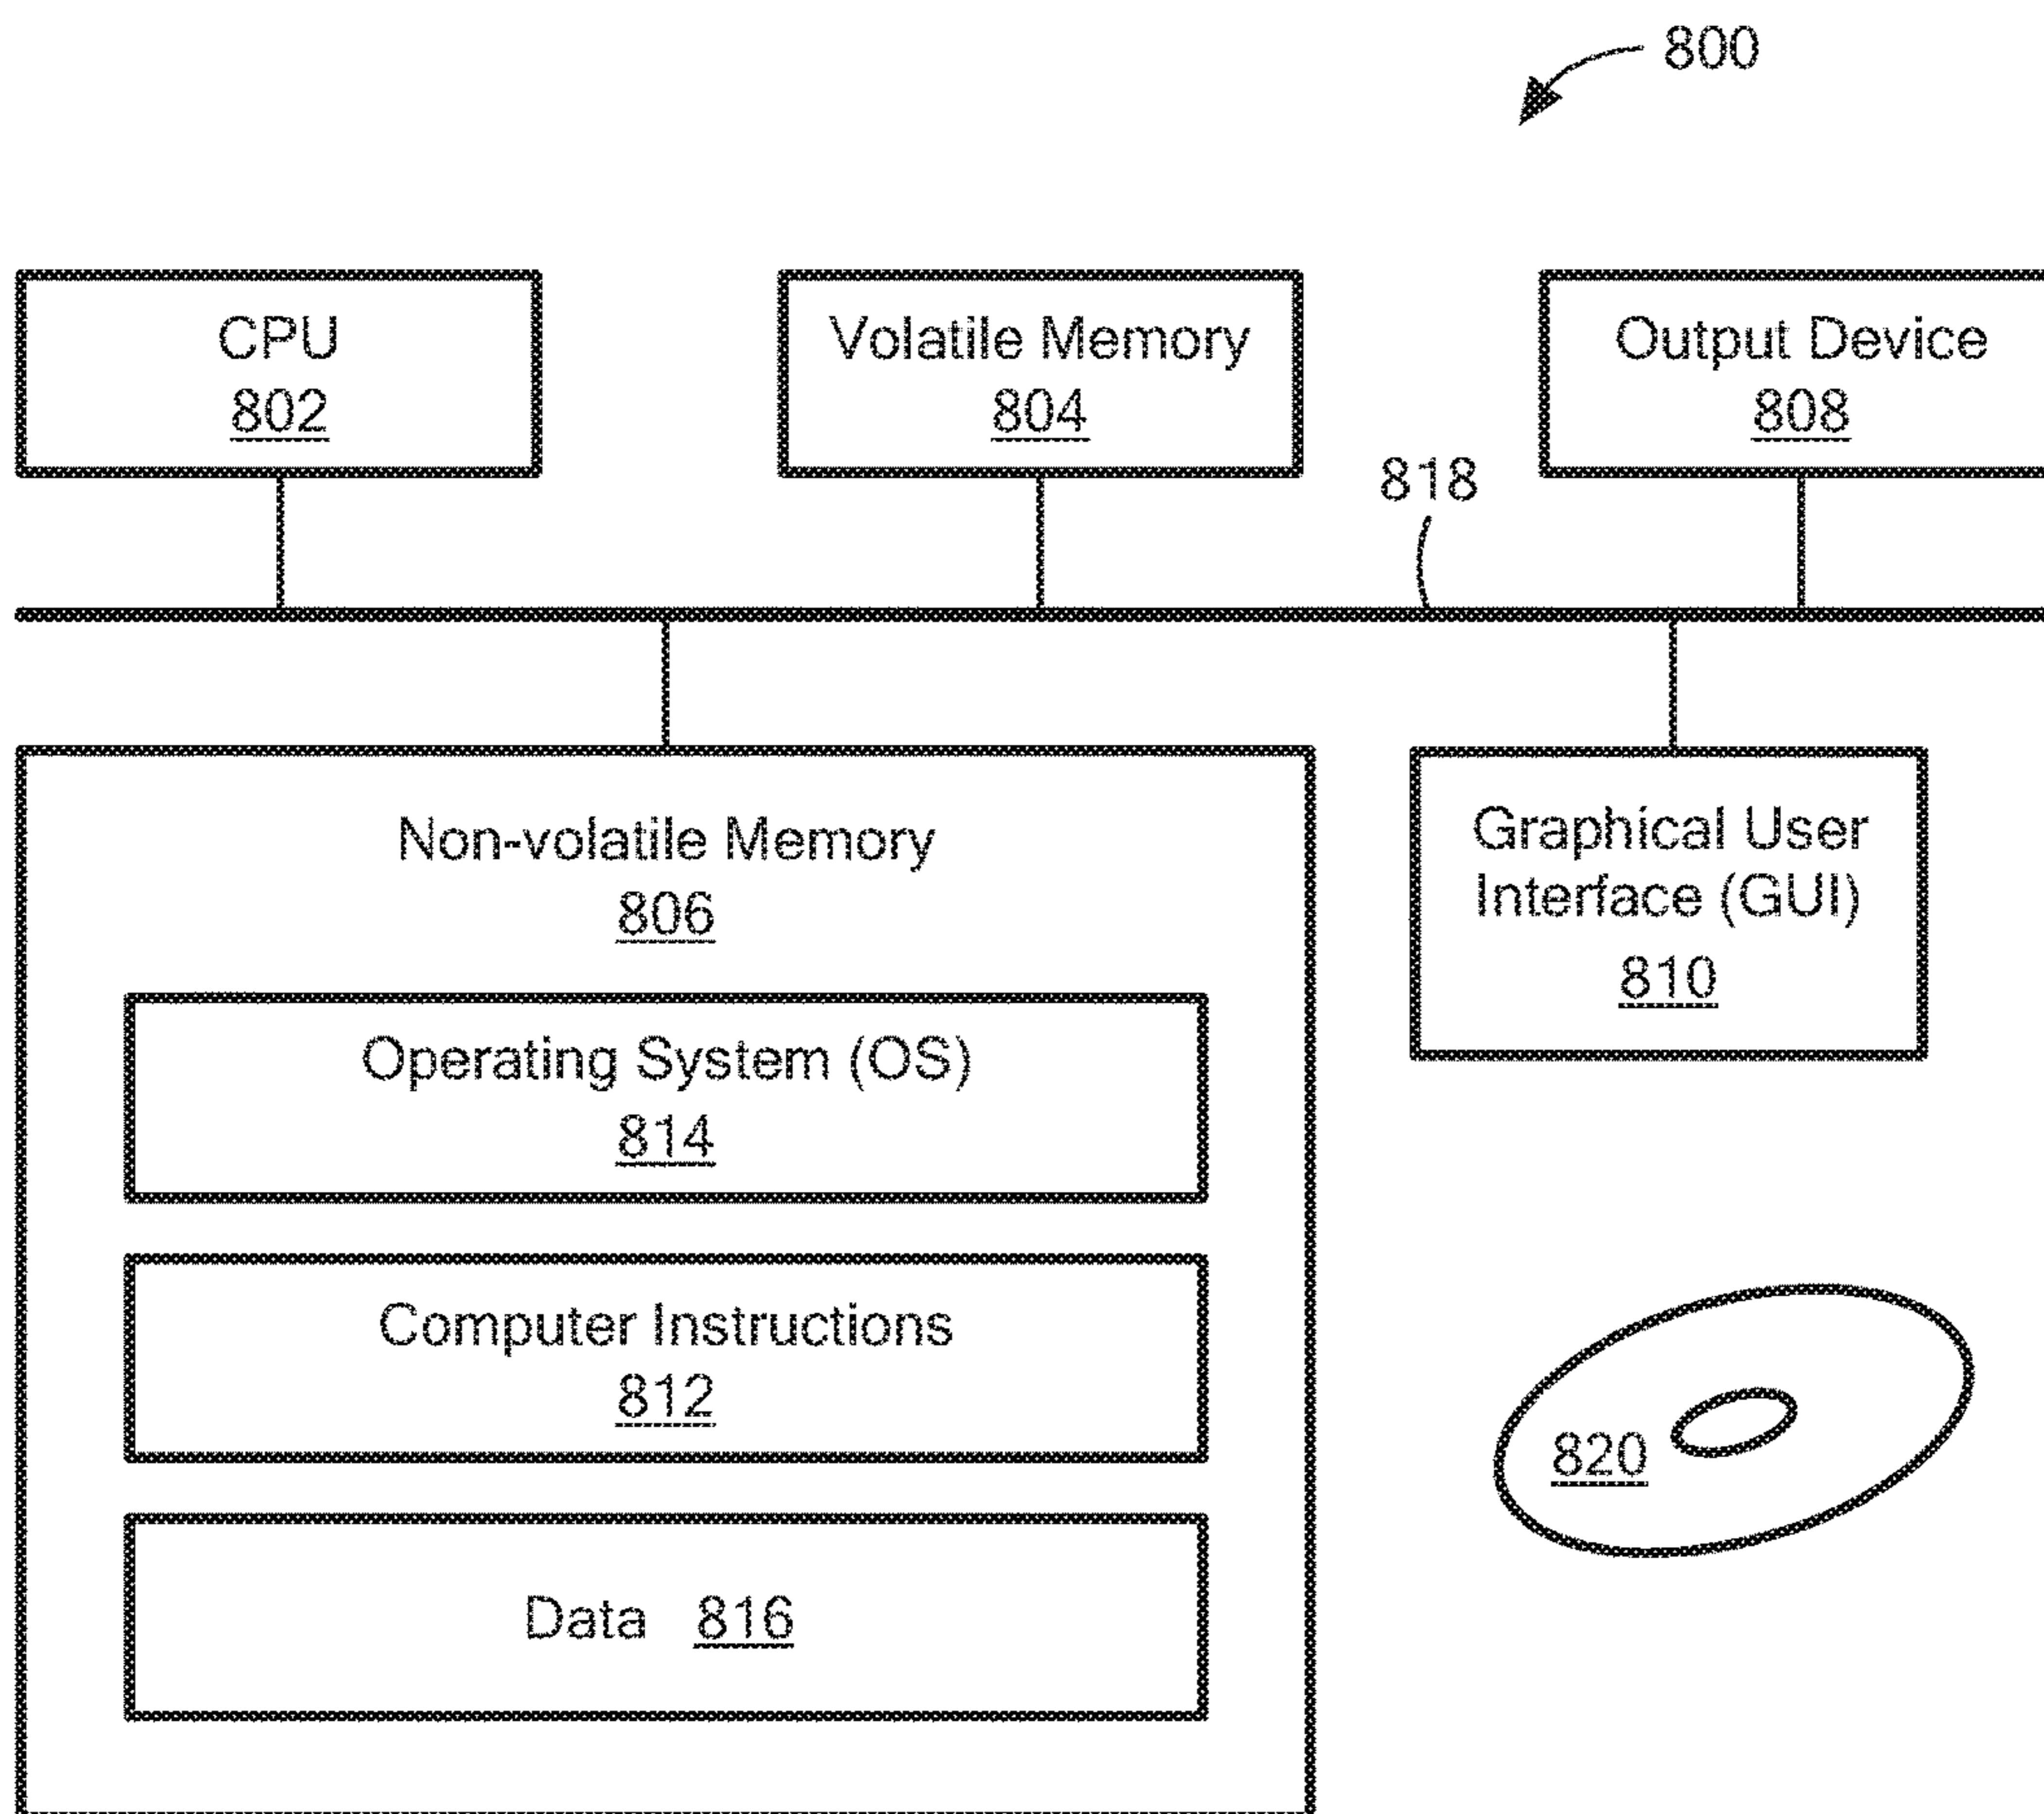 800
CPU
802
Volatile Memory
804
Output Device
808
818
Non-volatile Memory
806
Graphical User
Interface (GUI)
810
Operating System (OS)
814
Computer Instructions
812
820
Data 816